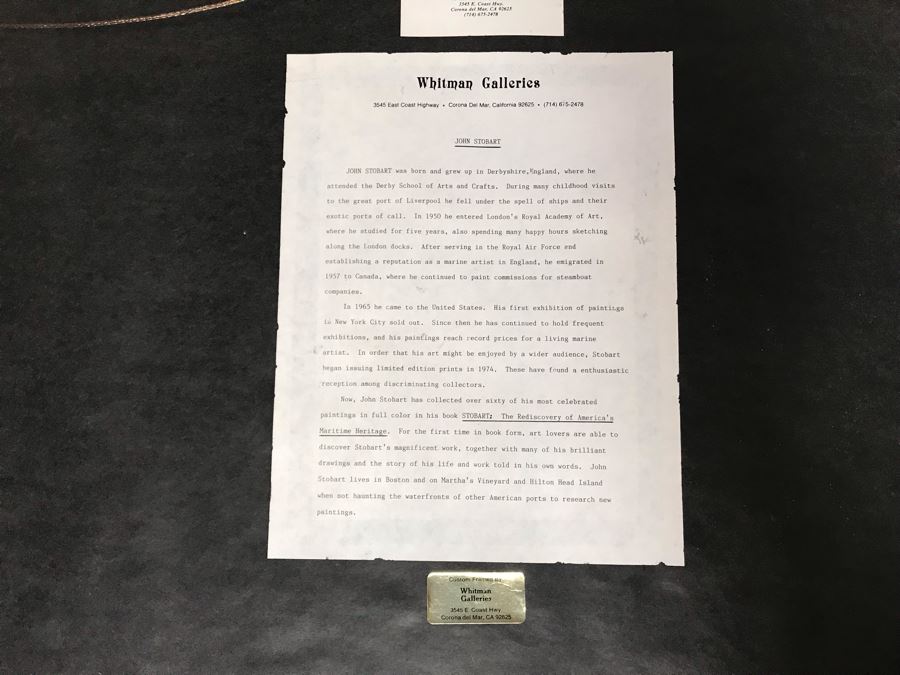 3545 E. Coast Hwy.
Corona del Mar, CA 92625
(714) 675-2478
Whitman Galleries
3545 East Coast Highway • Corona Del Mar, California 92625 • (714) 675-2478
JOHN STOBART
JOHN STOBART was born and grew up in Derbyshire,England, where he
attended the Derby School of Arts and Crafts. During many childhood visits
to the great port of Liverpool he fell under the spell of ships and their
exotic ports of call. In 1950 he entered London's Royal Academy of Art,
where he studied for five years, also spending many happy hours sketching
along the London docks. After serving in the Royal Air Force and
establishing a reputation as a marine artist in England, he emigrated in
1957 to Canada, where he continued to paint commissions for steamboat
companies.
In 1965 he came to the United States. His first exhibition of paintings
in New York City sold out. Since then he has continued to hold frequent
exhibitions, and his paintings reach record prices for a living marine
artist. In order that his art might be enjoyed by a wider audience, Stobart
began issuing limited edition prints in 1974. These have found a enthusiastic
reception among discriminating collectors.
Now, John Stobart has collected over sixty of his most celebrated
paintings in full color in his book STOBART: The Rediscovery of America's
Maritime Heritage. For the first time in book form, art lovers are able to
discover Stobart's magnificent work, together with many of his brilliant
drawings and the story of his life and work told in his own words. John
Stobart lives in Boston and on Martha's Vineyard and Hilton Head Island
when not haunting the waterfronts of other American ports to research new
paintings.
Custom Framed By
Whitman
Galleries
3545 E. Coast Hwy.
Corona del Mar, CA 92625